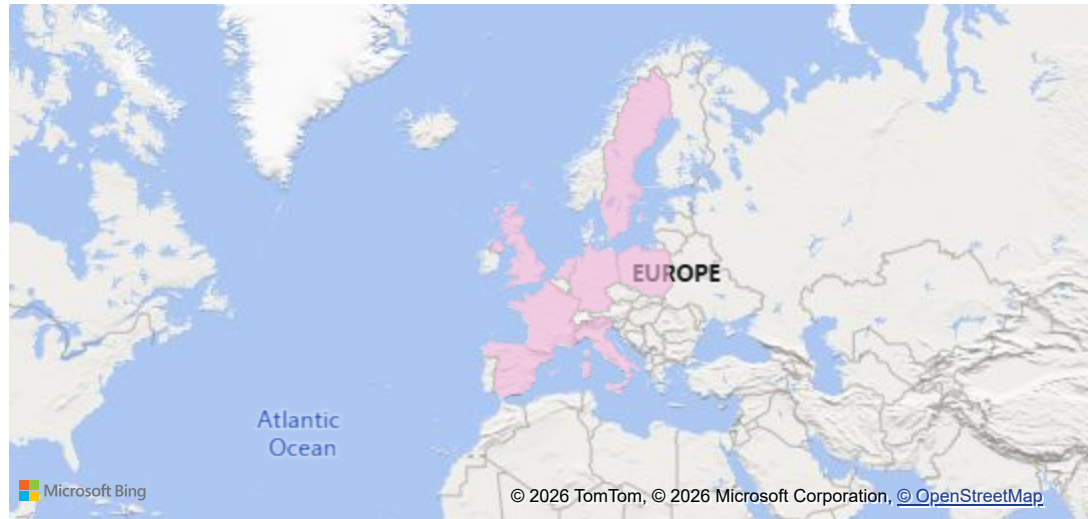 EUROPE
Atlantic
Ocean
Microsoft Bing
© 2026 TomTom, © 2026 Microsoft Corporation, © OpenStreetMap